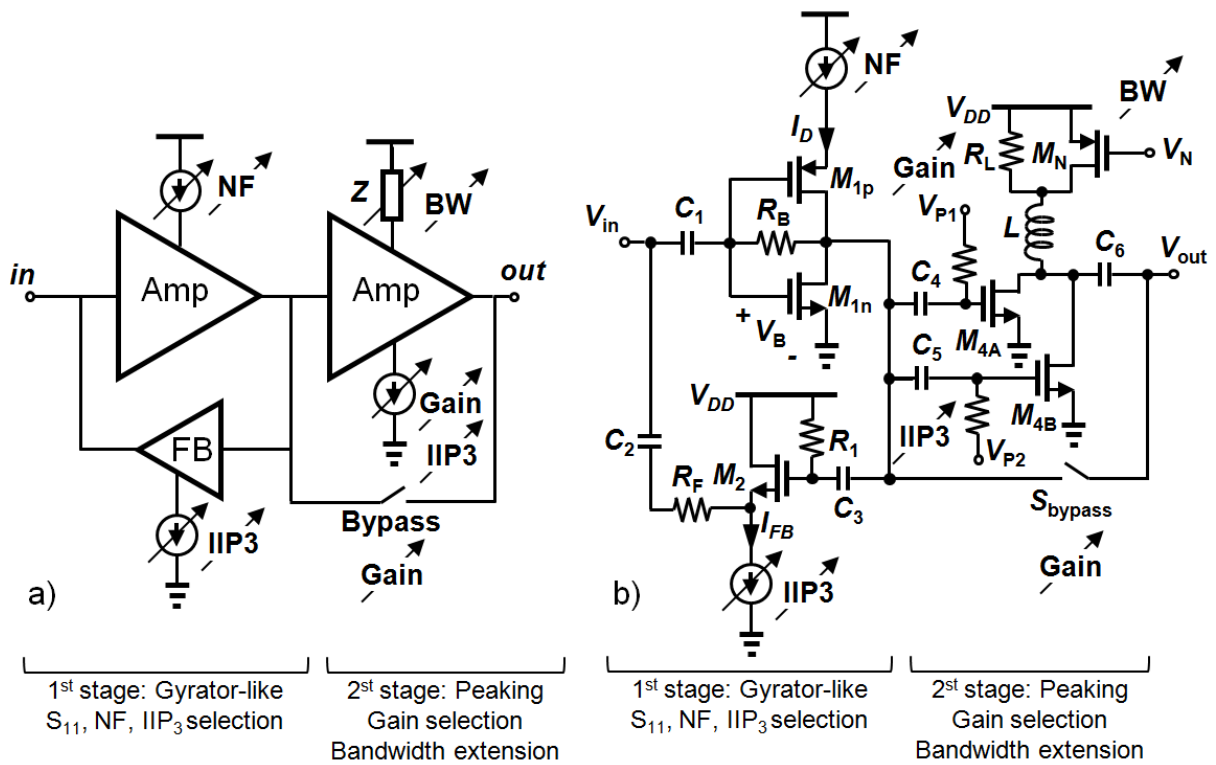 NF
Z
BW
in
Amp
Amp
out
FB
Gain
IIP3
IIP3
Bypass
Gain
a)
1st stage: Gyrator-like
S11, NF, IIP3 selection
2st stage: Peaking
Gain selection
Bandwidth extension
NF
BW
VDD
ID
Gain
RL
MN
VN
M1p
Vin
C1
RB
VP1
L
C6
Vout
C4
M1n
+
VB
-
M4A
C5
VDD
M4B
C2
R1
IIP3
RF
M2
VP2
C3
Sbypass
IFB
IIP3
Gain
b)
1st stage: Gyrator-like
S11, NF, IIP3 selection
2st stage: Peaking
Gain selection
Bandwidth extension